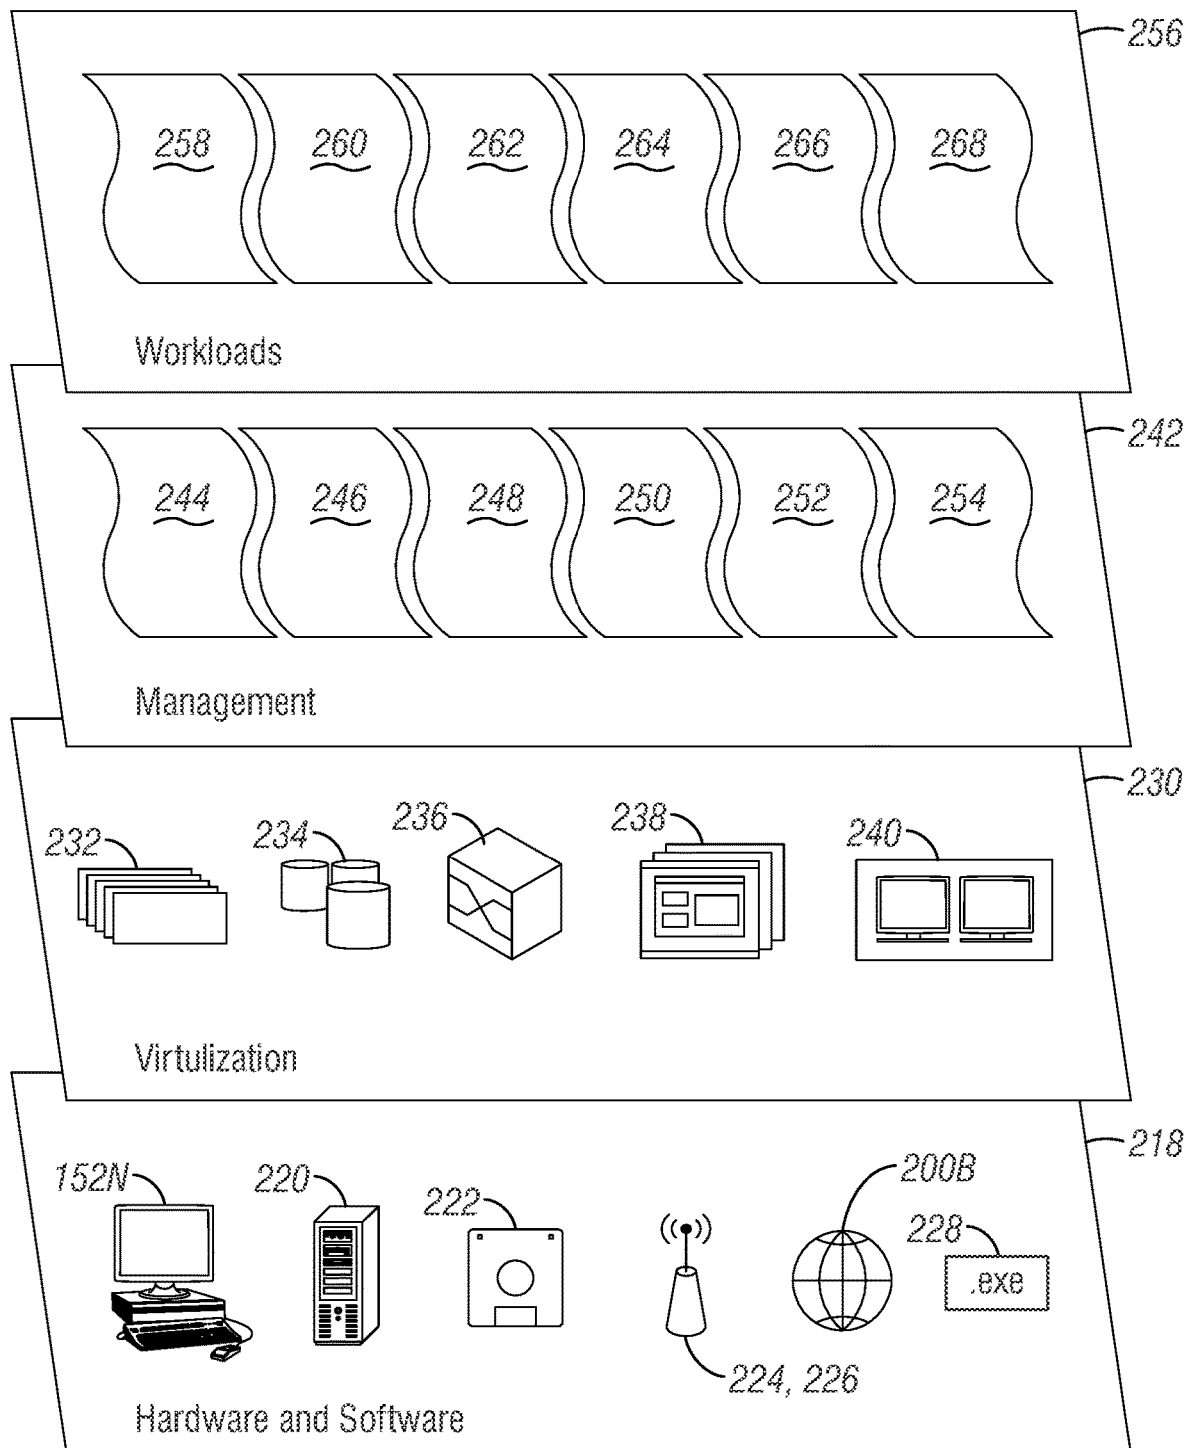 256
258 260 262 264 266 268
Workloads
242
244 246 248 250 252 254
Management
230
232 234 236 238 240
Virtulization
218
152N 220 222 200B 228
.exe
224, 226
Hardware and Software